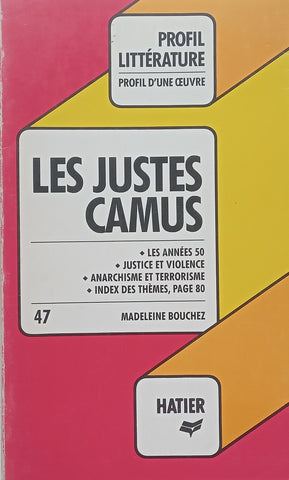 PROFIL
LITTÉRATURE
PROFIL D'UNE ŒUVRE
LES JUSTES
CAMUS
◆ LES ANNÉES 50
◆ JUSTICE ET VIOLENCE
◆ ANARCHISME ET TERRORISME
◆ INDEX DES THÈMES, PAGE 80
47
MADELEINE BOUCHEZ
HATIER